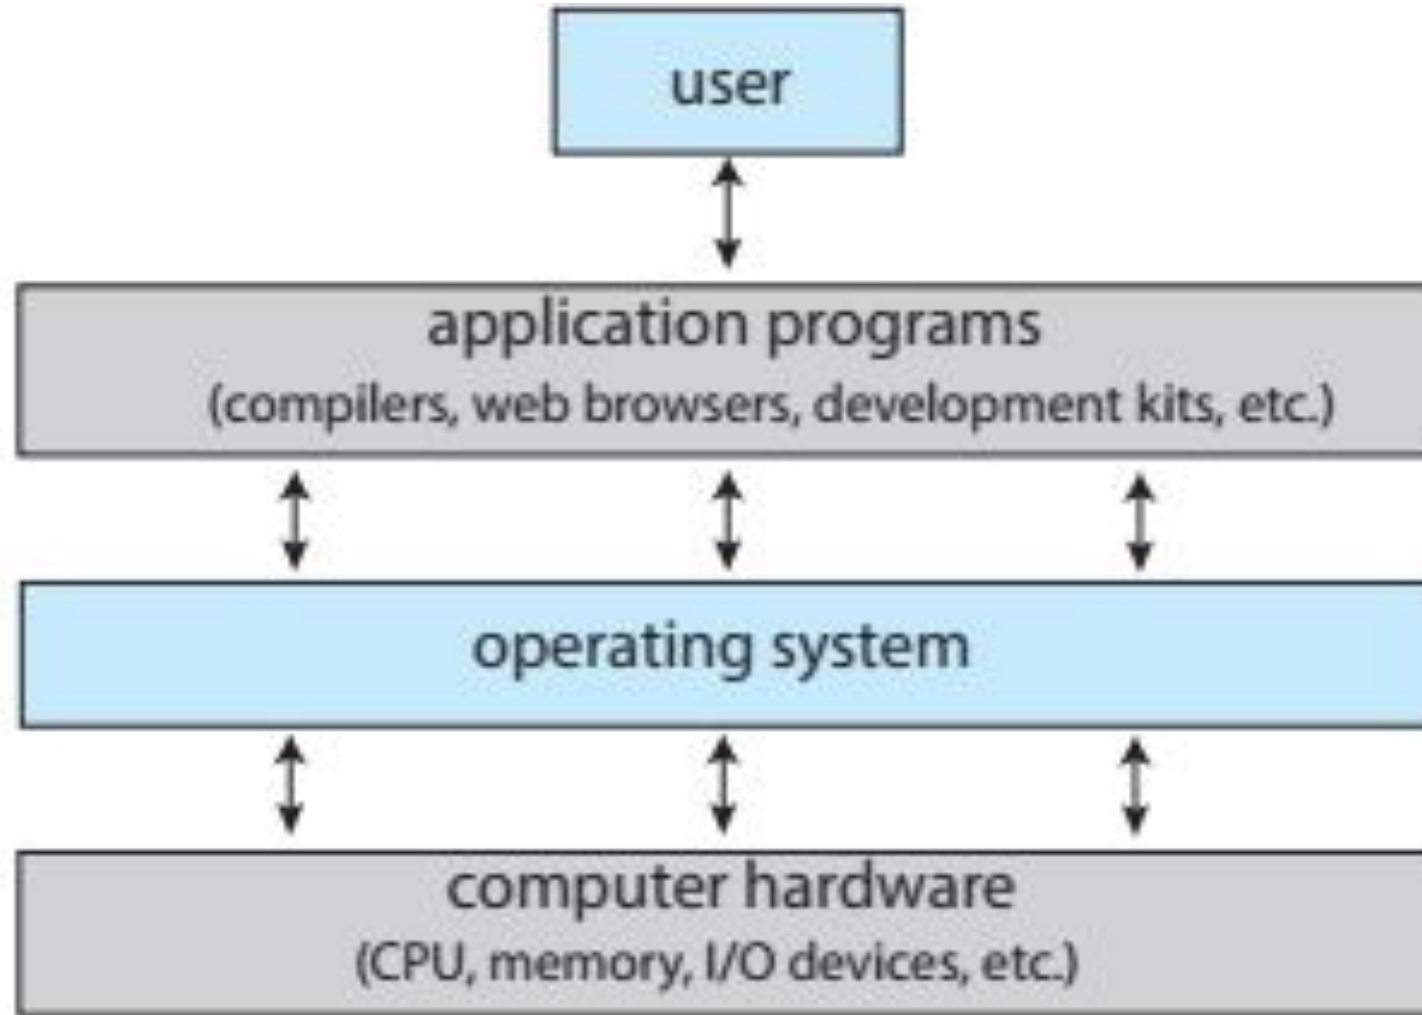 user
application programs
(compilers, web browsers, development kits, etc.)
operating system
computer hardware
(CPU, memory, I/O devices, etc.)